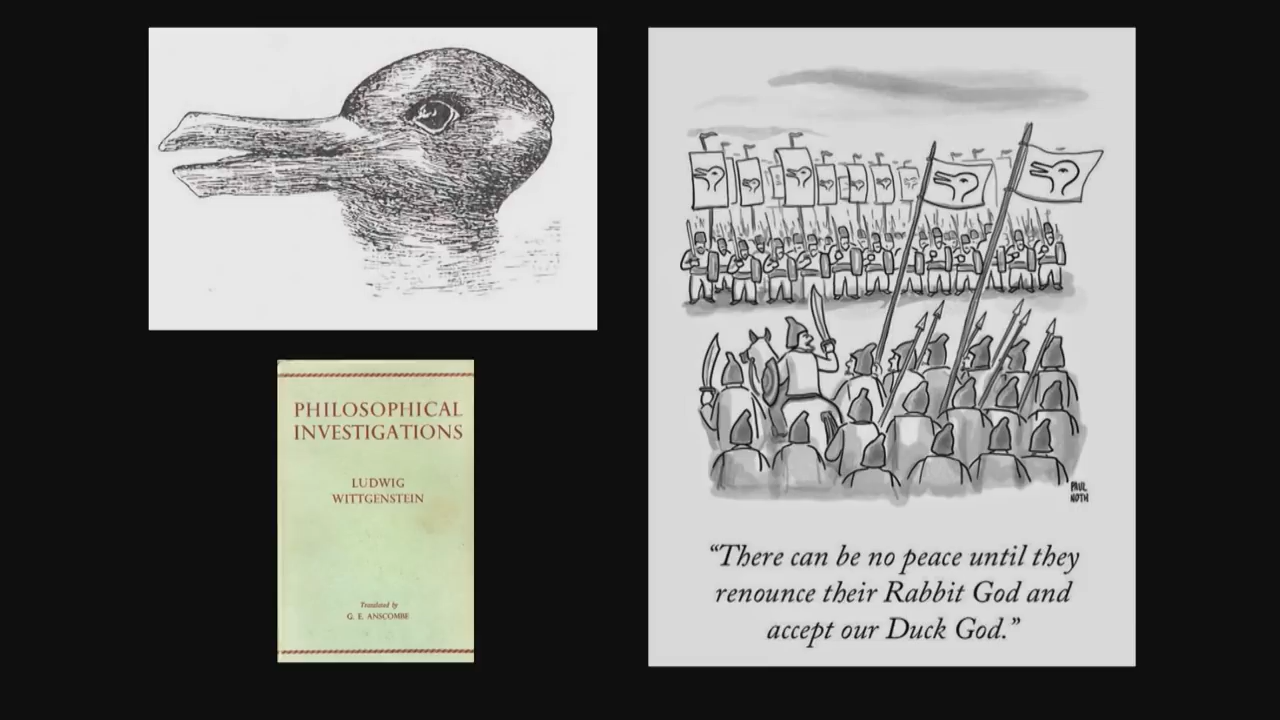 PHILOSOPHICAL
INVESTIGATIONS
LUDWIG
WITTGENSTEIN
Translated by
G. E. ANSCOMBE
PAUL
NOTH
“There can be no peace until they
renounce their Rabbit God and
accept our Duck God.”